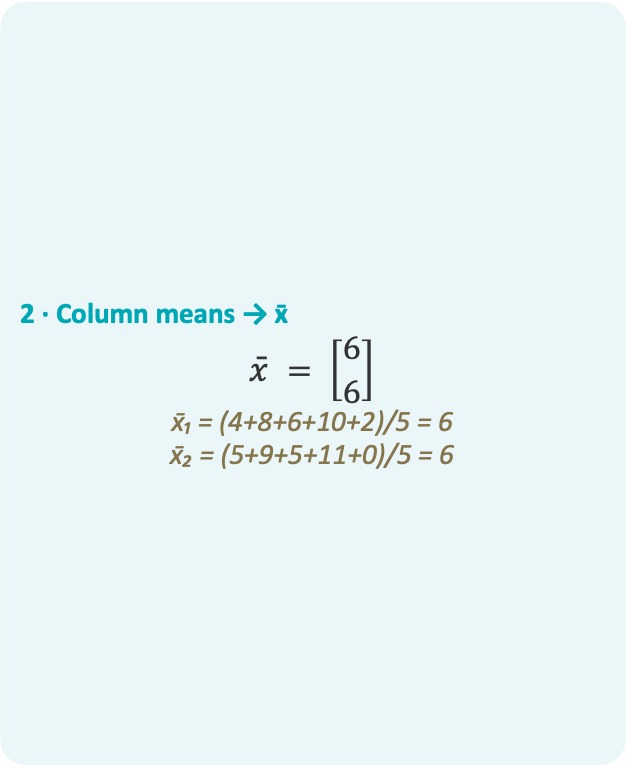 2 · Column means → x̄
x̄ = [6
6]
x̄₁ = (4+8+6+10+2)/5 = 6
x̄₂ = (5+9+5+11+0)/5 = 6